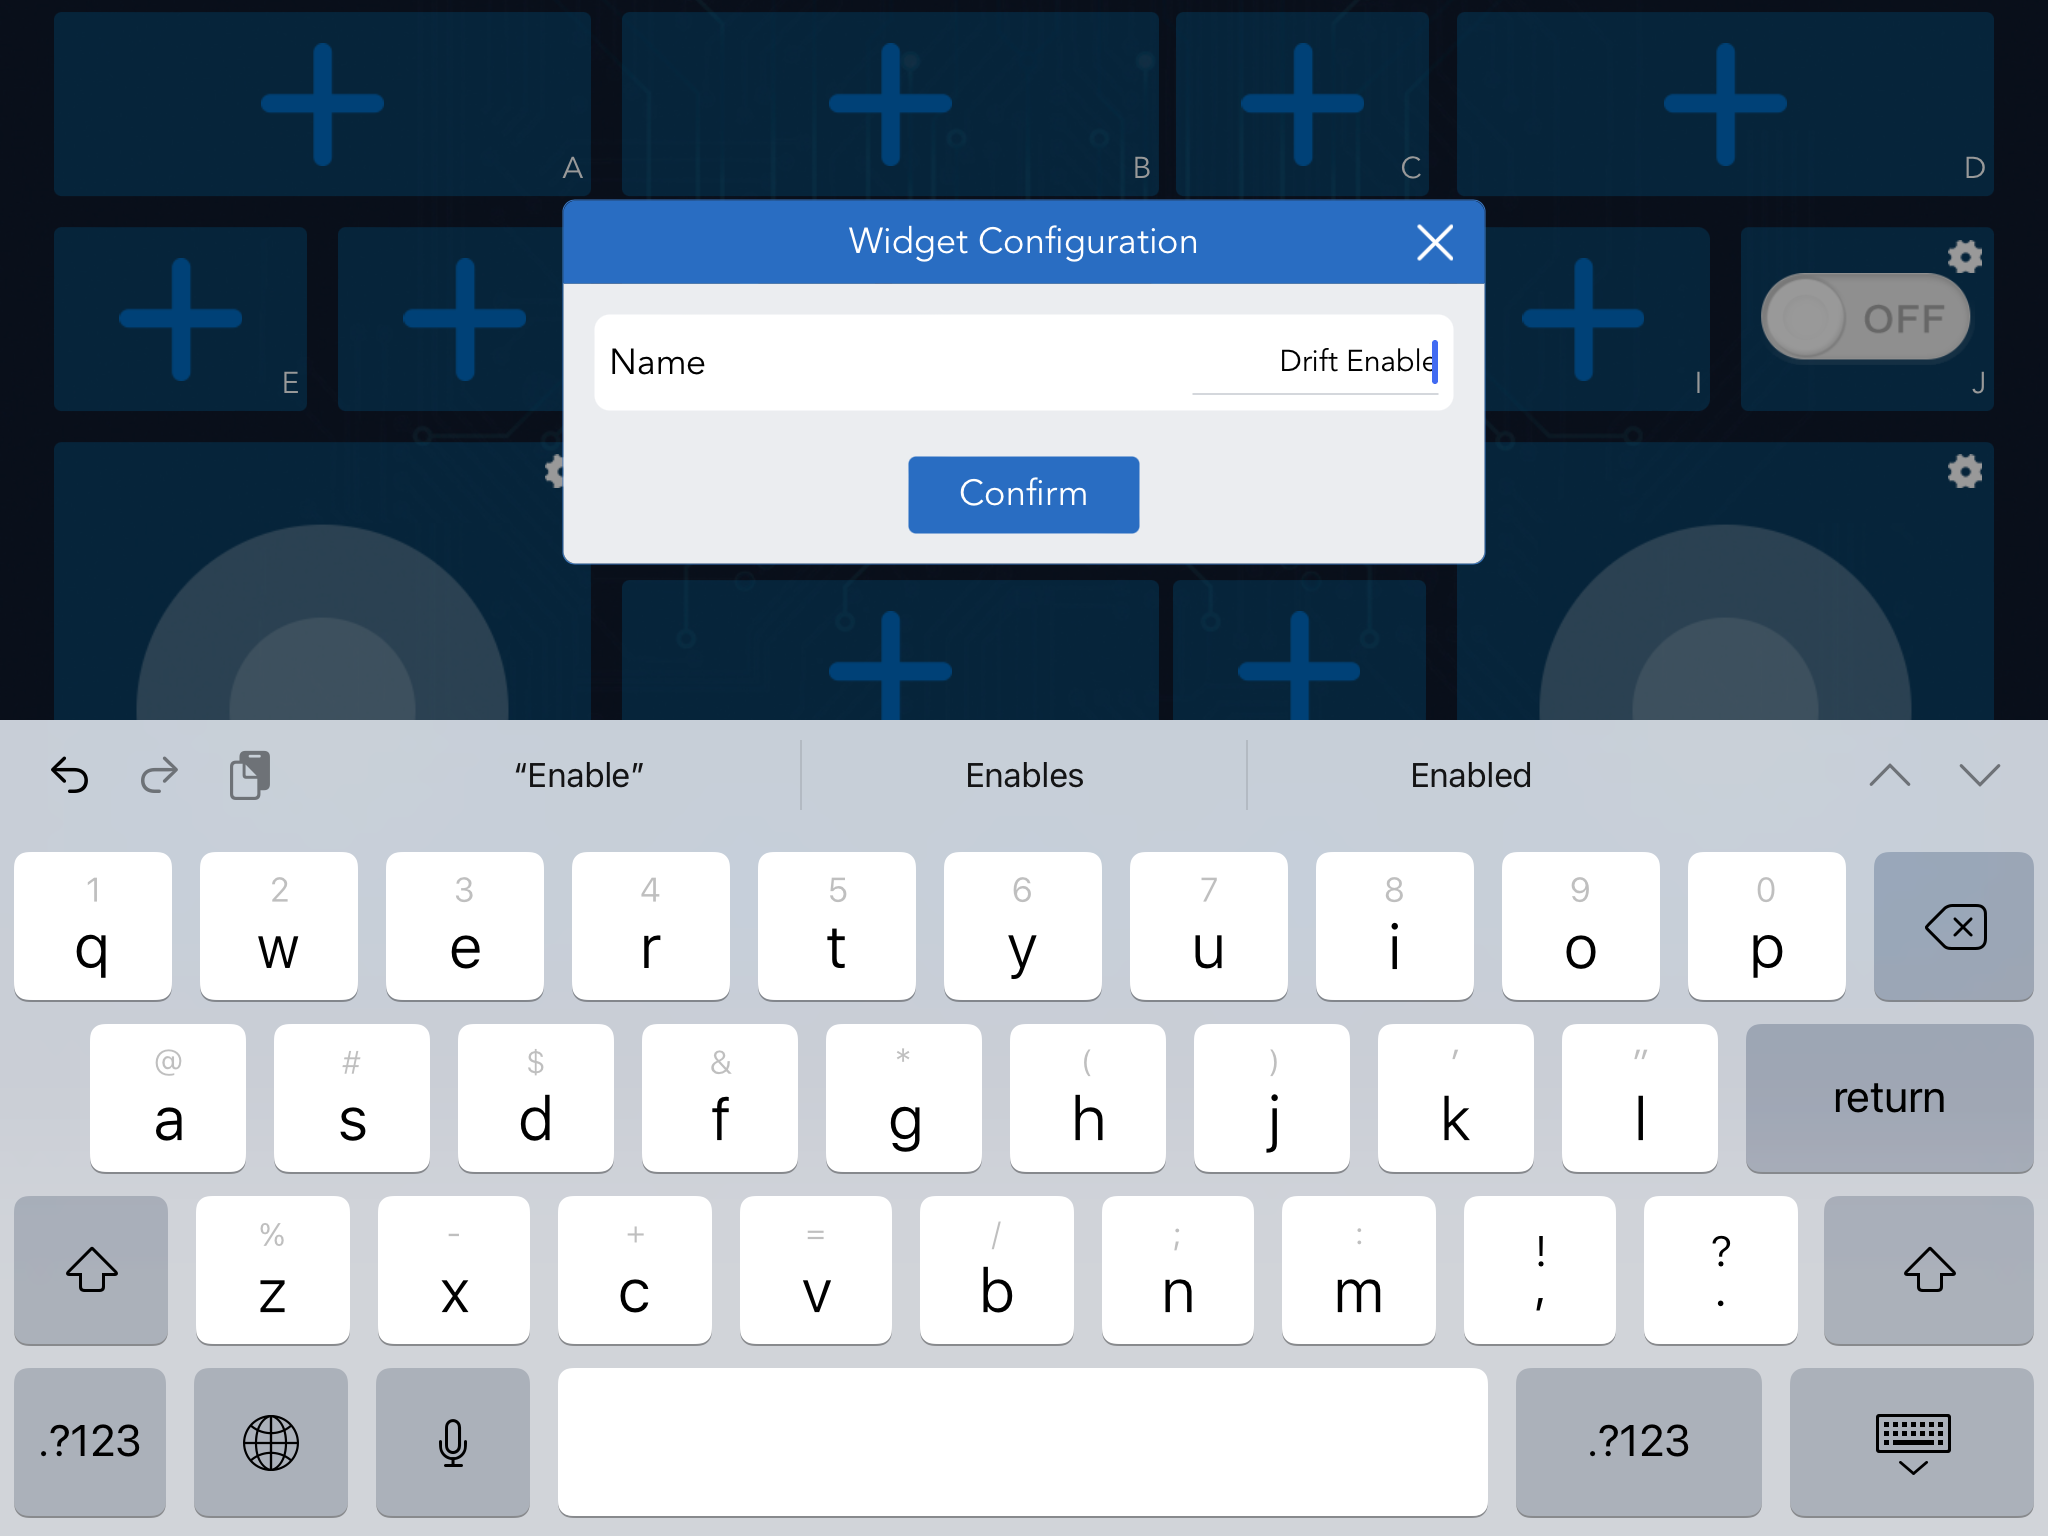 A
B
C
D
Widget Configuration
E
I
OFF
J
Name
Drift Enable
Confirm
“Enable”
Enables
Enabled
1 2 3 4 5 6 7 8 9 0
q w e r t y u i o p
@ # $ & * ( ) ' "
a s d f g h j k l
return
% - + = / ; : ! ?
z x c v b n m , .
.?123
.?123